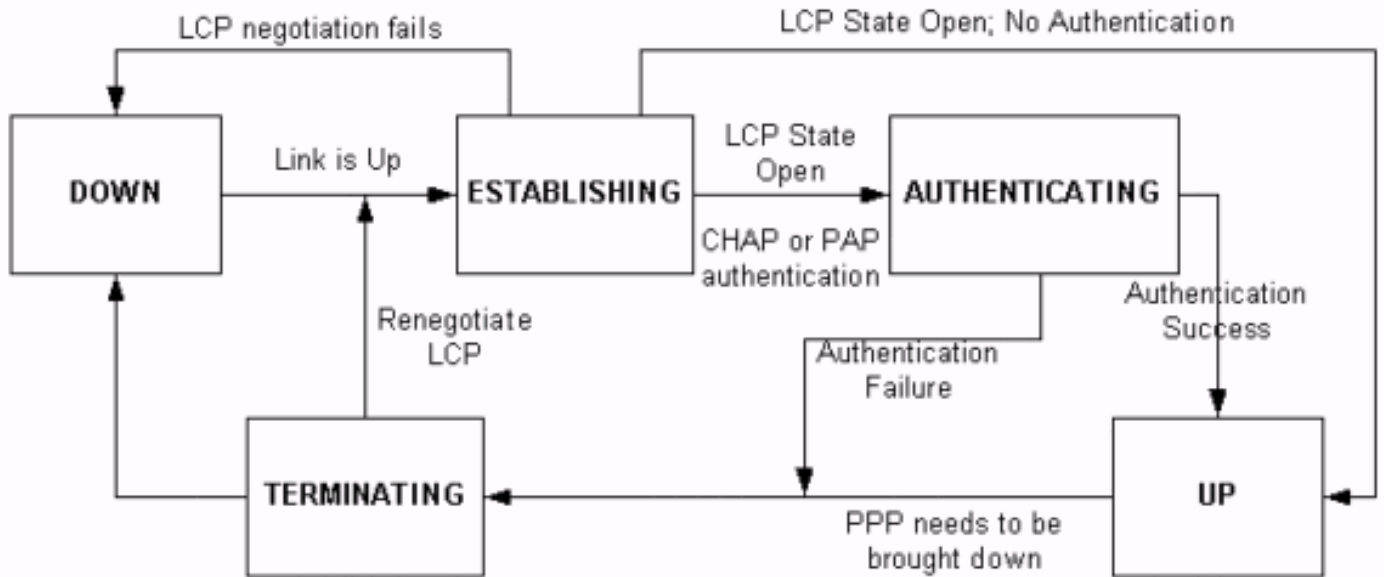 LCP negotiation fails
LCP State Open; No Authentication
DOWN
Link is Up
ESTABLISHING
LCP State
Open
CHAP or PAP
authentication
AUTHENTICATING
Renegotiate
LCP
Authentication
Failure
Authentication
Success
TERMINATING
PPP needs to be
brought down
UP